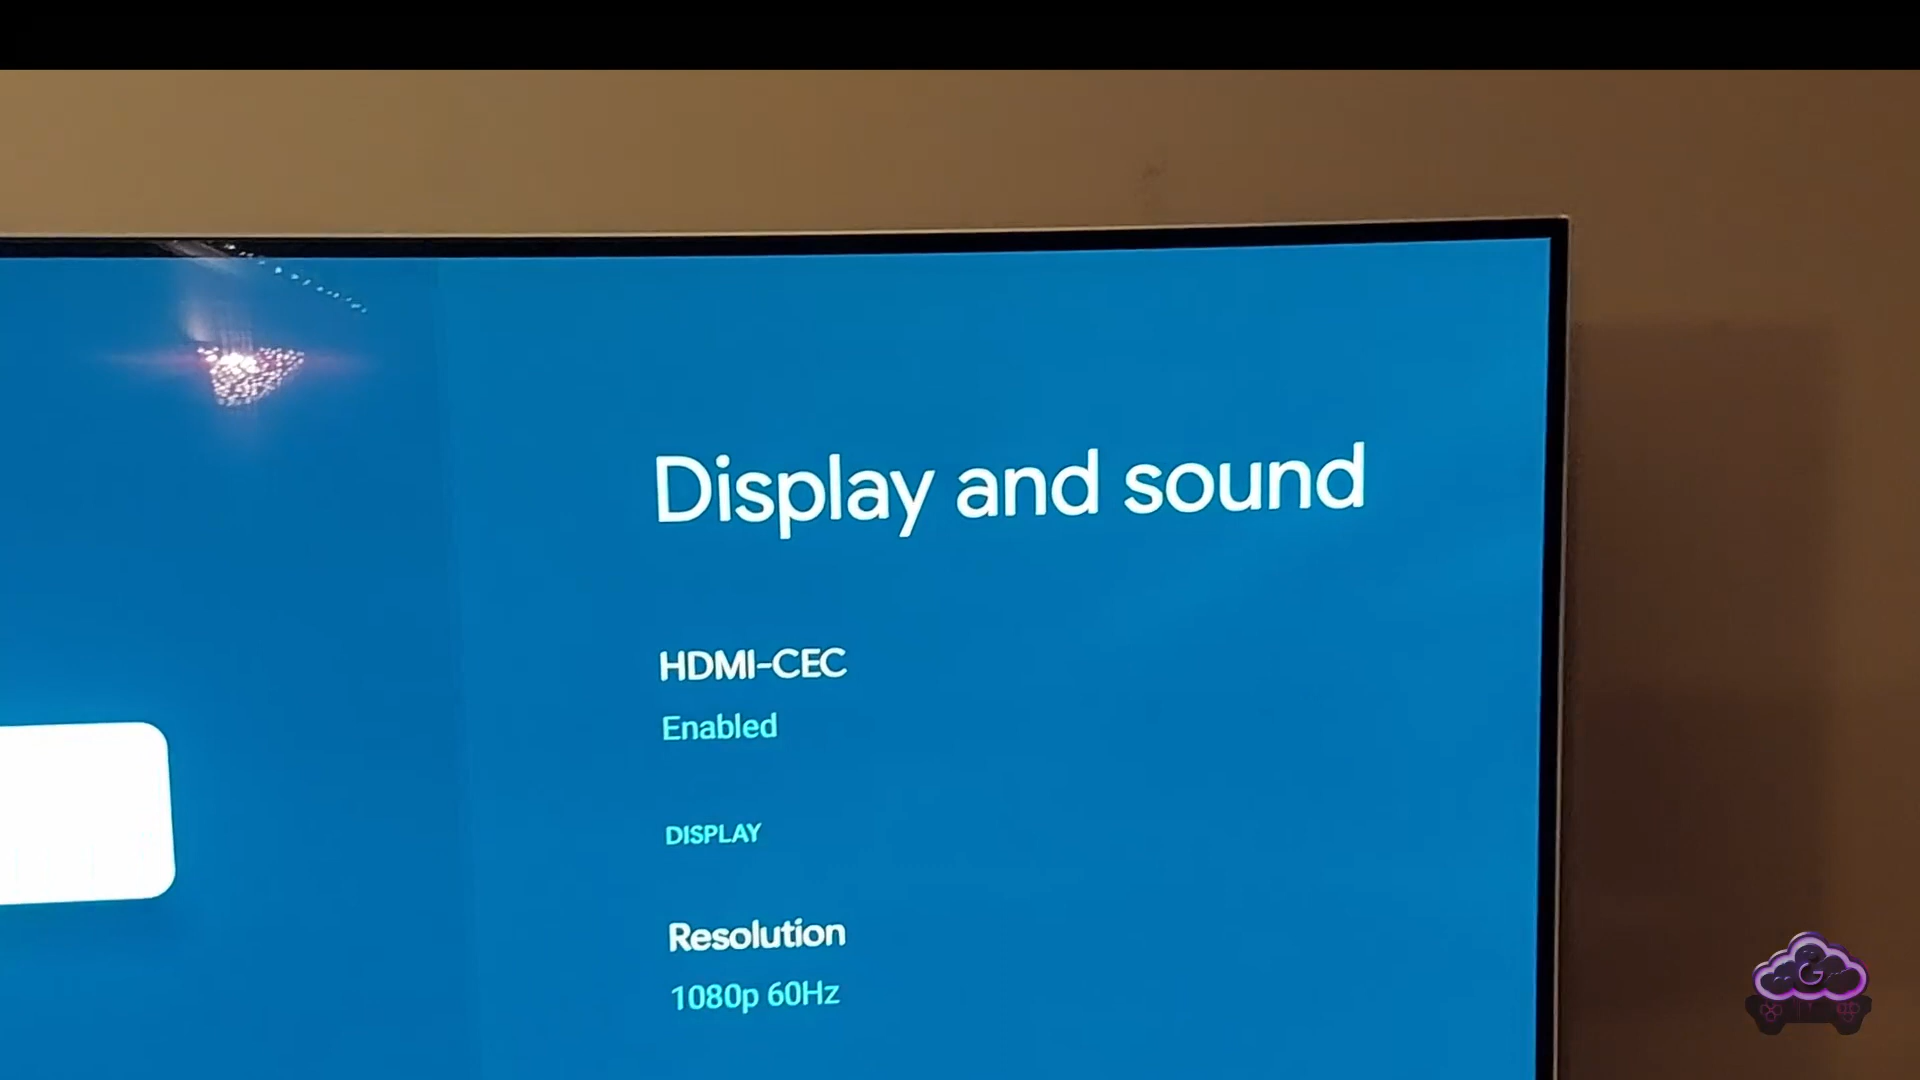 Display and sound
HDMI-CEC
Enabled
DISPLAY
Resolution
1080p 60Hz